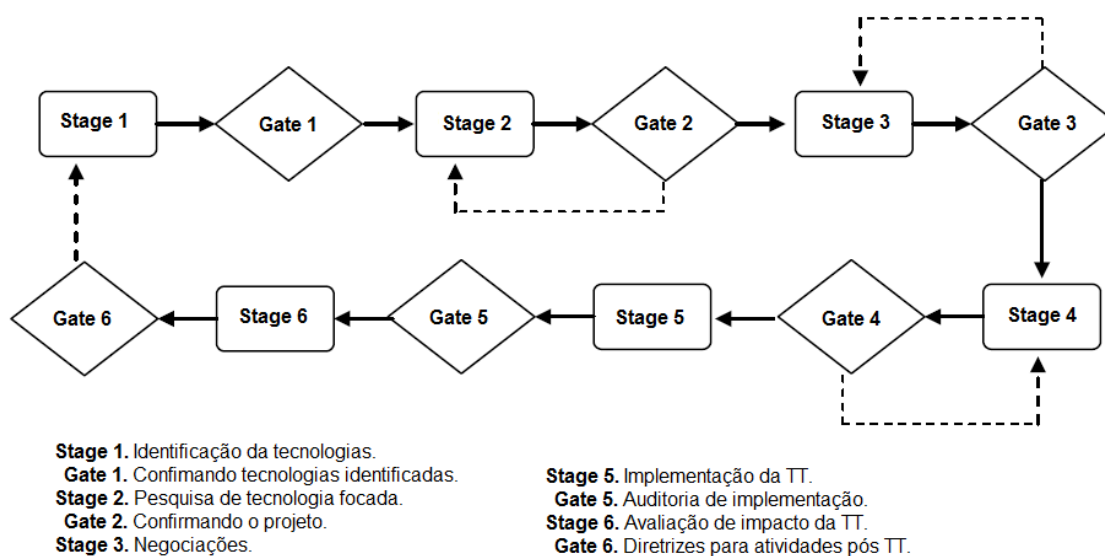 Stage 1
Gate 1
Stage 2
Gate 2
Stage 3
Gate 3
Gate 6
Stage 6
Gate 5
Stage 5
Gate 4
Stage 4
Stage 1. Identificação da tecnologias.
Gate 1. Confimando tecnologias identificadas.
Stage 2. Pesquisa de tecnologia focada.
Gate 2. Confirmando o projeto.
Stage 3. Negociações.
Stage 5. Implementação da TT.
Gate 5. Auditoria de implementação.
Stage 6. Avaliação de impacto da TT.
Gate 6. Diretrizes para atividades pós TT.